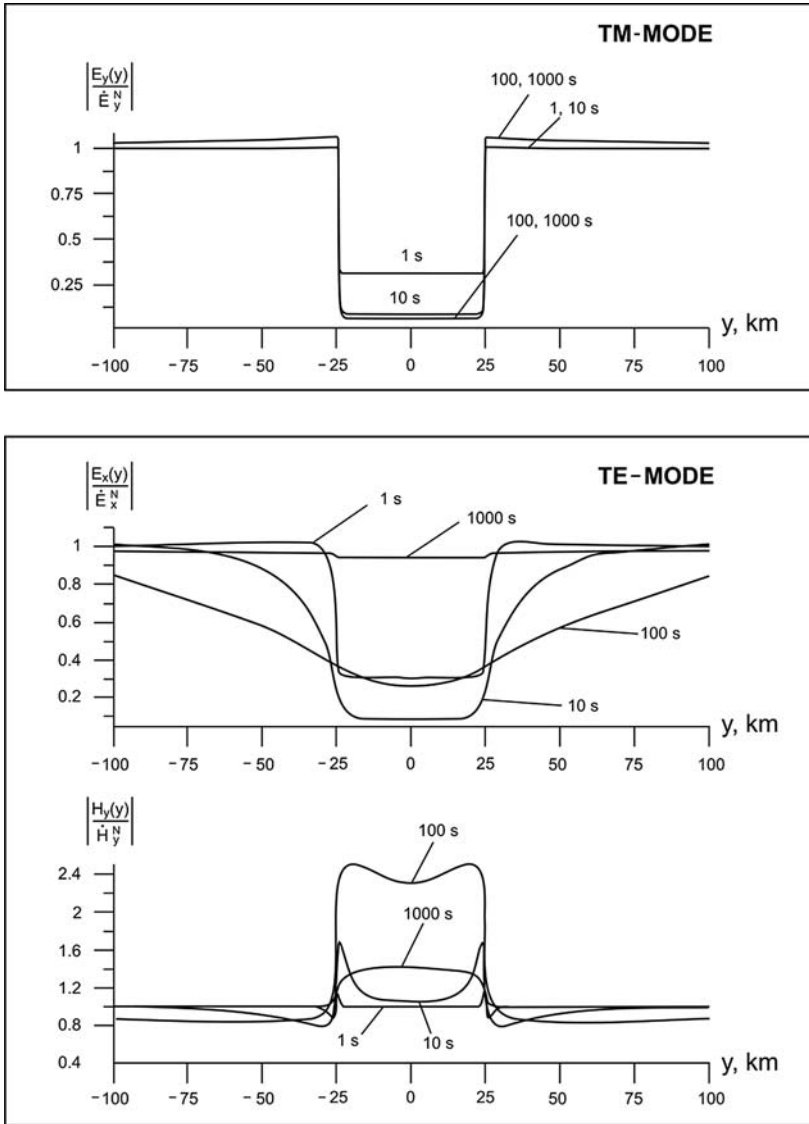 TM-MODE
|E_y(y)/Ė_y^N|
100, 1000 s
1, 10 s
1
0.75
0.5
0.25
100, 1000 s
1 s
10 s
y, km
−100 −75 −50 −25 0 25 50 75 100
TE-MODE
|E_x(y)/Ė_x^N|
1 s
1000 s
1
0.8
0.6
0.4
0.2
100 s
10 s
y, km
−100 −75 −50 −25 0 25 50 75 100
|H_y(y)/Ḣ_y^N|
100 s
2.4
2
1.6
1.2
0.8
0.4
1000 s
1 s
10 s
y, km
−100 −75 −50 −25 0 25 50 75 100